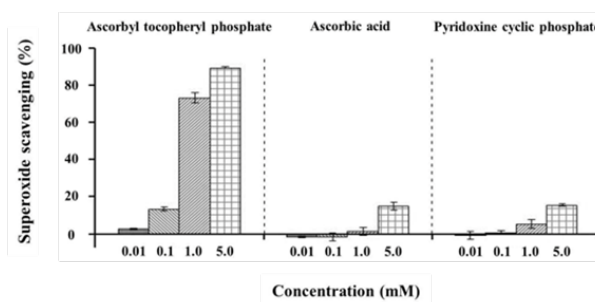 Ascorbyl tocopheryl phosphate Ascorbic acid Pyridoxine cyclic phosphate
Superoxide scavenging (%)
100
80
60
40
20
0
0.01 0.1 1.0 5.0 0.01 0.1 1.0 5.0 0.01 0.1 1.0 5.0
Concentration (mM)